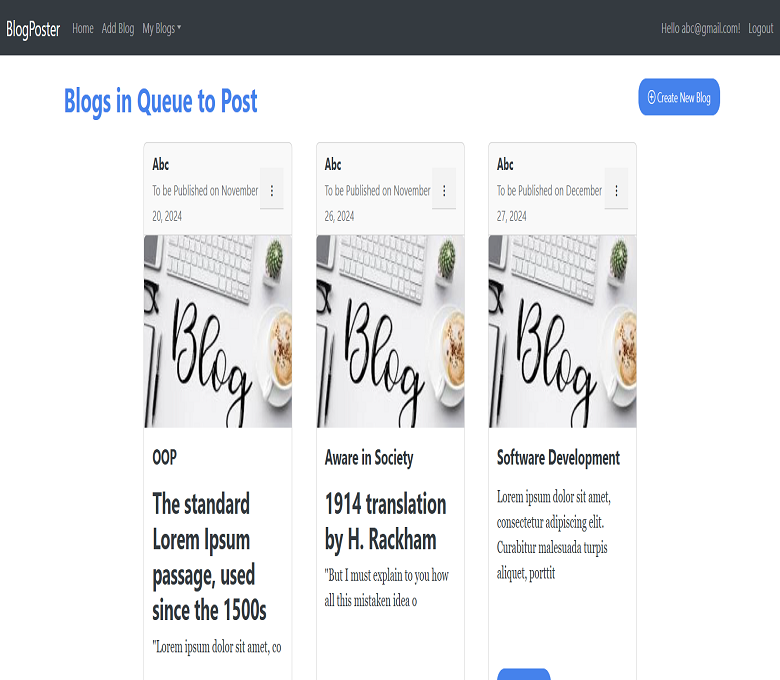 BlogPoster Home Add Blog My Blogs Hello abc@gmail.com! Logout
Blogs in Queue to Post
Create New Blog
Abc
To be Published on November
20, 2024
Blog
OOP
The standard
Lorem Ipsum
passage, used
since the 1500s
"Lorem ipsum dolor sit amet, co
Abc
To be Published on November
26, 2024
Blog
Aware in Society
1914 translation
by H. Rackham
"But I must explain to you how
all this mistaken idea o
Abc
To be Published on December
27, 2024
Blog
Software Development
Lorem ipsum dolor sit amet,
consectetur adipiscing elit.
Curabitur malesuada turpis
aliquet, porttit